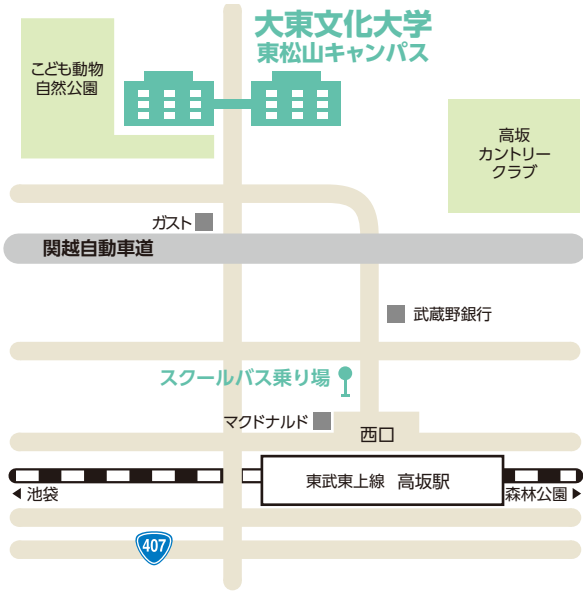 大東文化大学
東松山キャンパス
こども動物
自然公園
高坂
カントリー
クラブ
ガスト
関越自動車道
武蔵野銀行
スクールバス乗り場
マクドナルド
西口
東武東上線 高坂駅
池袋
森林公園
407